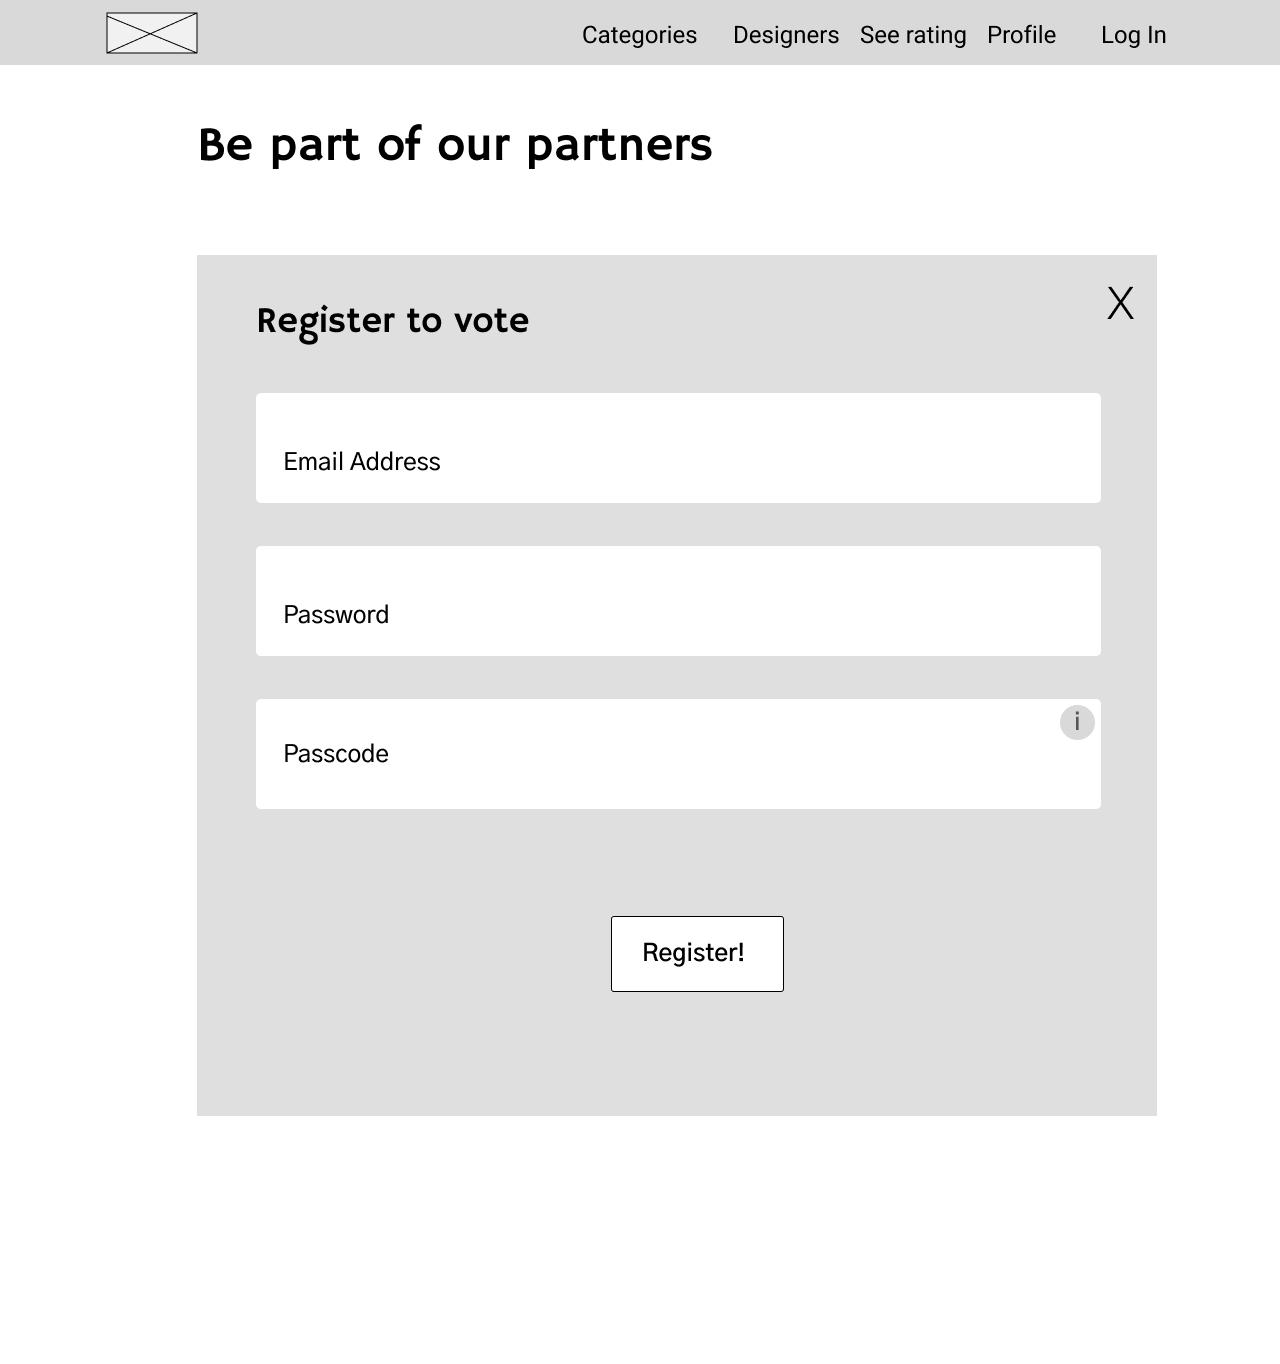 Categories Designers See rating Profile Log In
Be part of our partners
X
Register to vote
Email Address
Password
i
Passcode
Register!